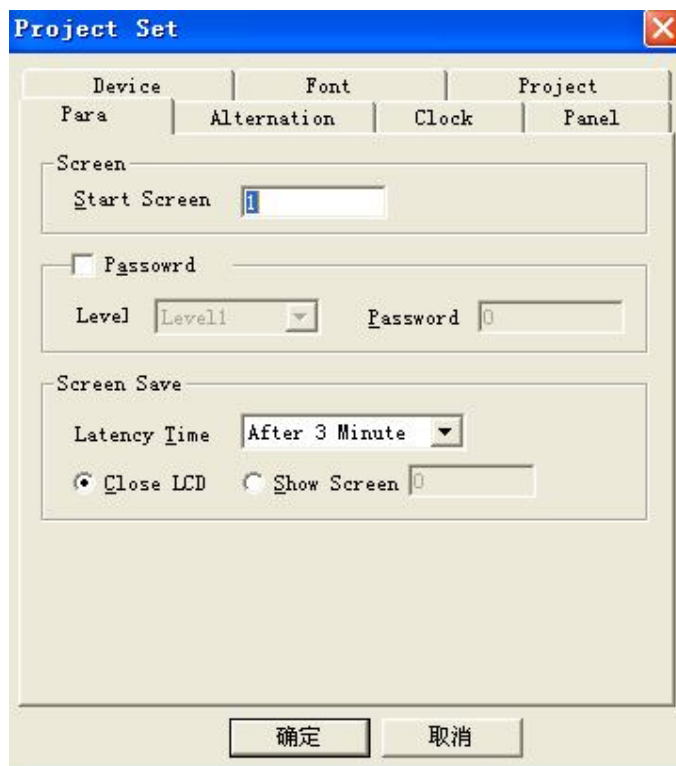 Project Set
Device Font Project
Para Alternation Clock Panel
Screen
Start Screen 1
Passowrd
Level Level1 Password 0
Screen Save
Latency Time After 3 Minute
Close LCD Show Screen 0
确定 取消